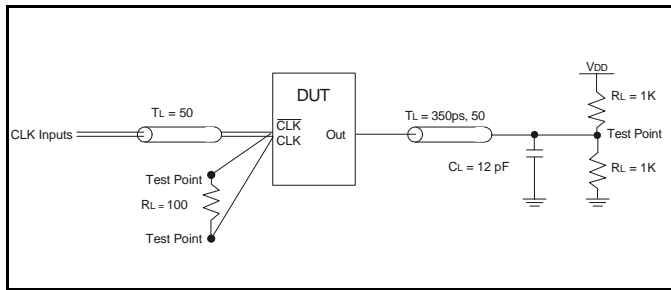 VDD
DUT
TL = 50
CLK
TL = 350ps, 50
RL = 1K
CLK Inputs
CLK
Out
Test Point
Test Point
CL = 12 pF
RL = 1K
RL = 100
Test Point